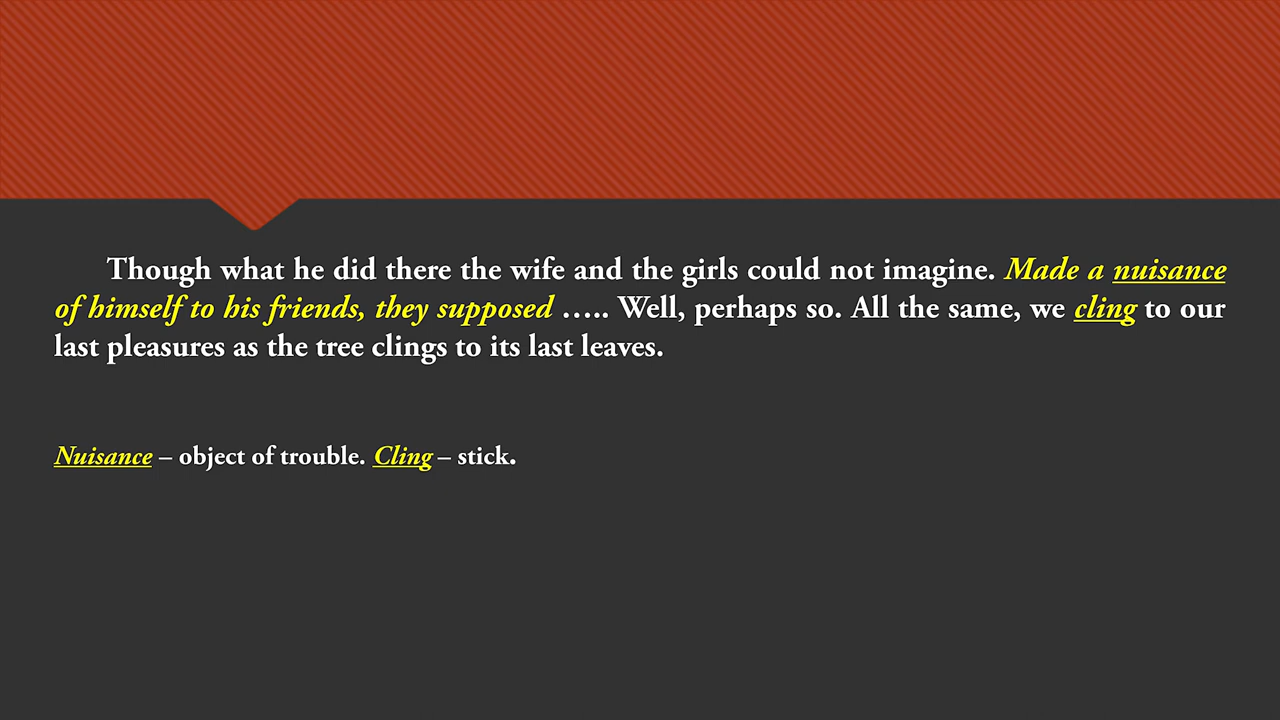 Though what he did there the wife and the girls could not imagine. Made a nuisance
of himself to his friends, they supposed ….. Well, perhaps so. All the same, we cling to our
last pleasures as the tree clings to its last leaves.
Nuisance – object of trouble. Cling – stick.